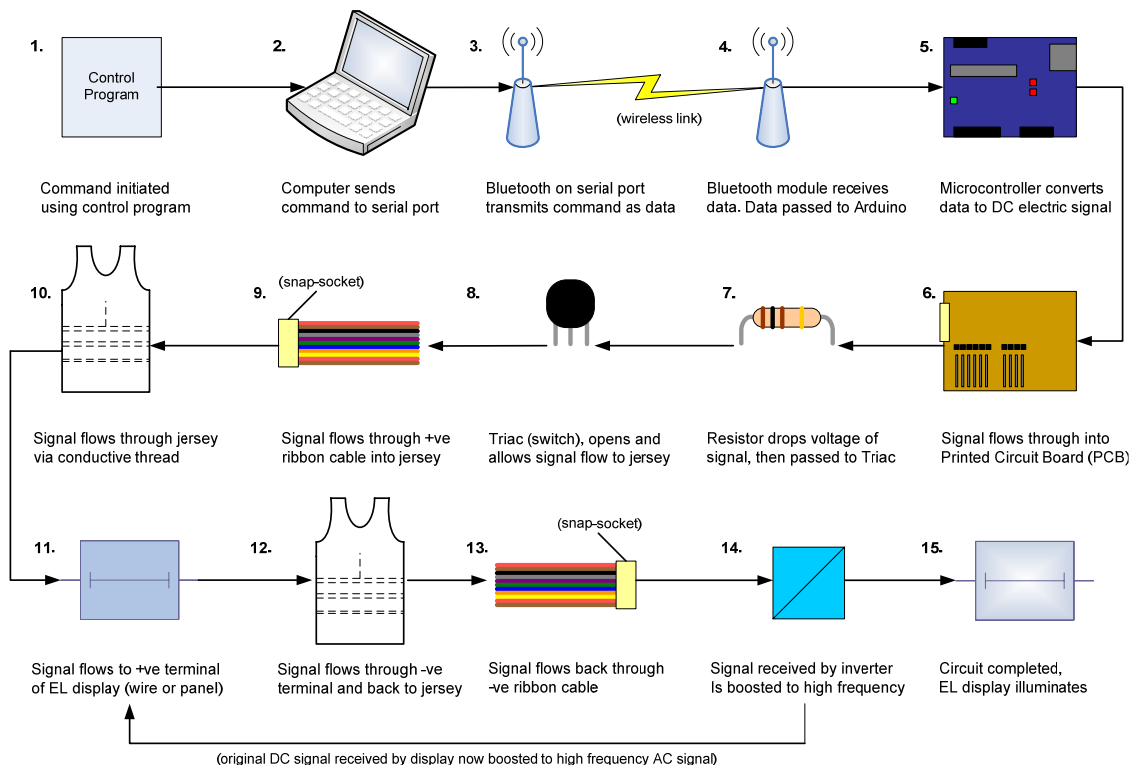 1.
Control
Program
Command initiated
using control program
2.
Computer sends
command to serial port
3.
Bluetooth on serial port
transmits command as data
(wireless link)
4.
Bluetooth module receives
data. Data passed to Arduino
5.
Microcontroller converts
data to DC electric signal
6.
Signal flows through into
Printed Circuit Board (PCB)
7.
Resistor drops voltage of
signal, then passed to Triac
8.
Triac (switch), opens and
allows signal flow to jersey
9.
(snap-socket)
Signal flows through +ve
ribbon cable into jersey
10.
Signal flows through jersey
via conductive thread
11.
Signal flows to +ve terminal
of EL display (wire or panel)
12.
Signal flows through -ve
terminal and back to jersey
13.
(snap-socket)
Signal flows back through
-ve ribbon cable
14.
Signal received by inverter
Is boosted to high frequency
15.
Circuit completed,
EL display illuminates
(original DC signal received by display now boosted to high frequency AC signal)